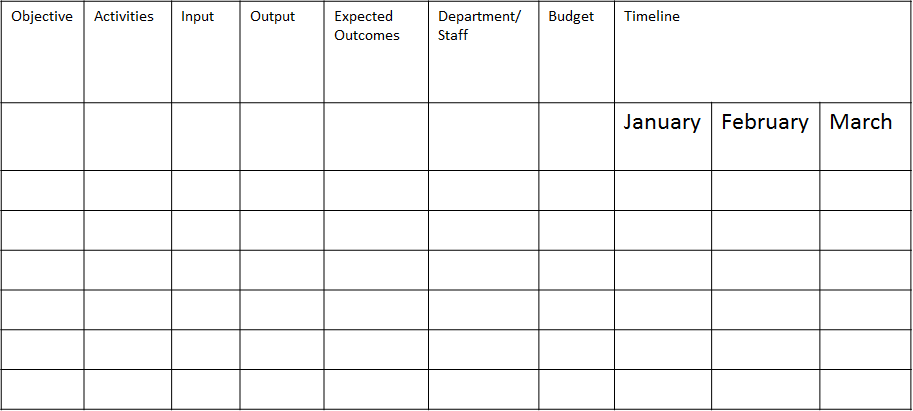 Objective Activities Input Output Expected Outcomes Department/ Staff Budget Timeline
January February March